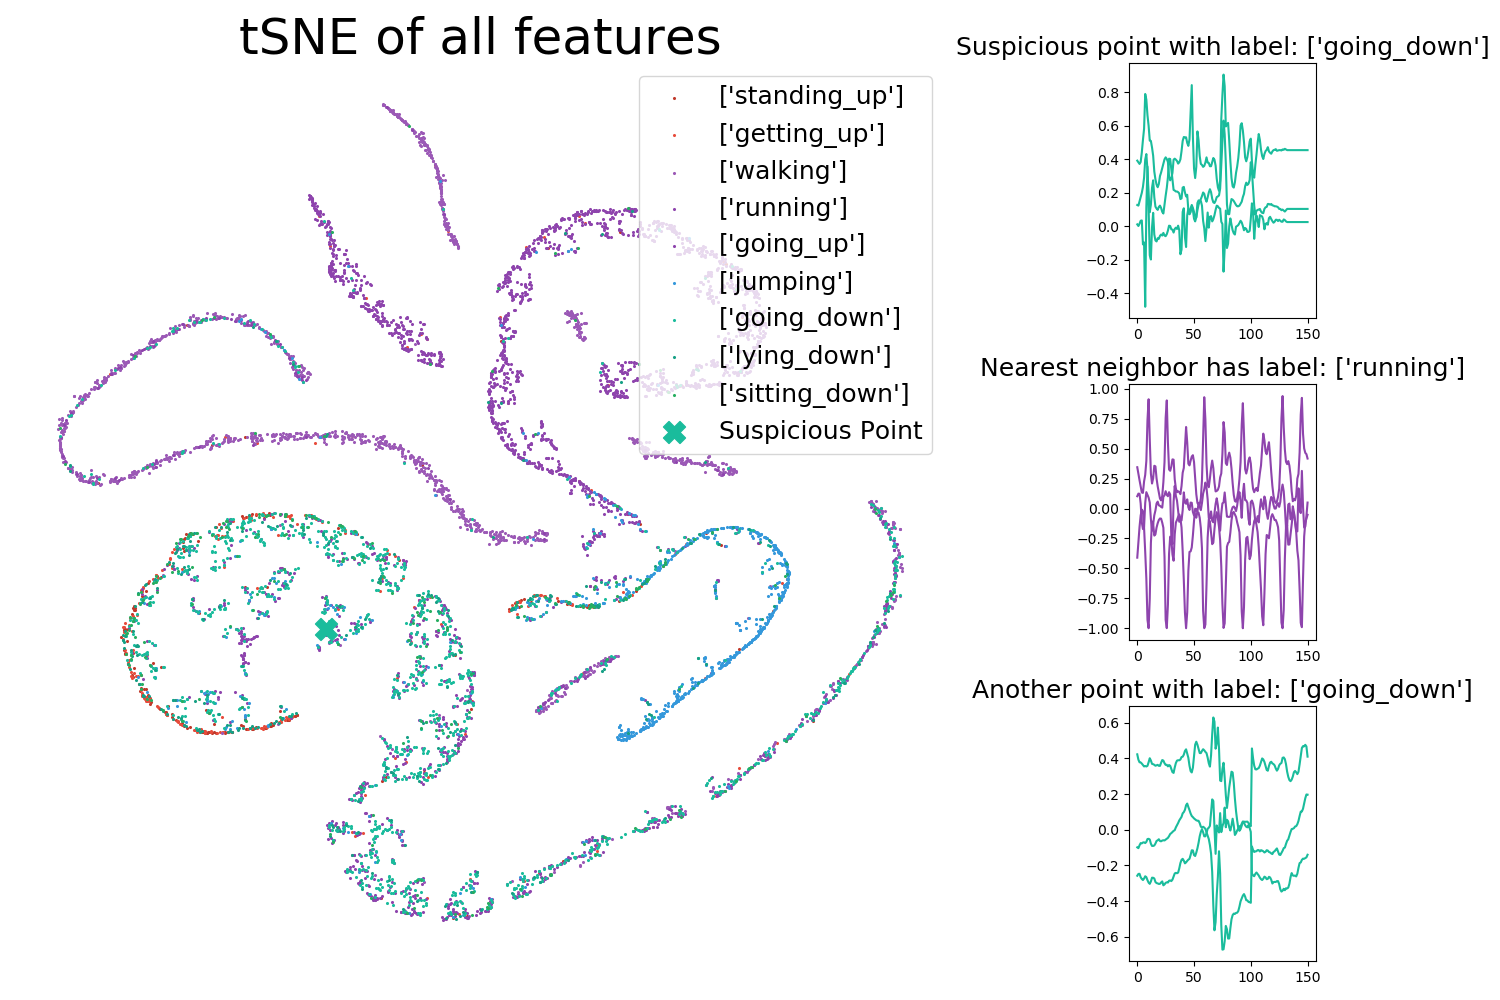 tSNE of all features
['standing_up']
['getting_up']
['walking']
['running']
['going_up']
['jumping']
['going_down']
['lying_down']
['sitting_down']
Suspicious Point
Suspicious point with label: ['going_down']
0.8
0.6
0.4
0.2
0.0
−0.2
−0.4
0 50 100 150
Nearest neighbor has label: ['running']
1.00
0.75
0.50
0.25
0.00
−0.25
−0.50
−0.75
−1.00
0 50 100 150
Another point with label: ['going_down']
0.6
0.4
0.2
0.0
−0.2
−0.4
−0.6
0 50 100 150